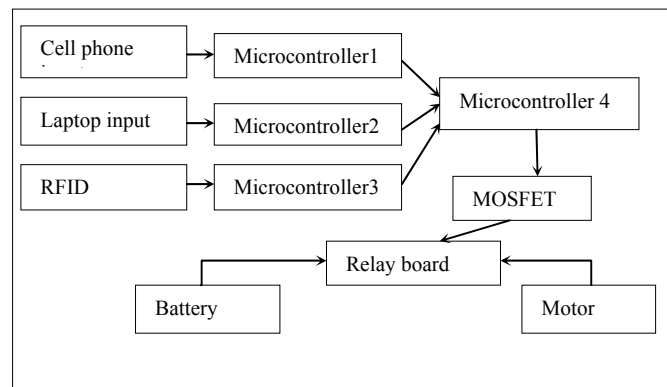 Cell phone
Microcontroller1
Laptop input
Microcontroller2
Microcontroller 4
RFID
Microcontroller3
MOSFET
Relay board
Battery
Motor